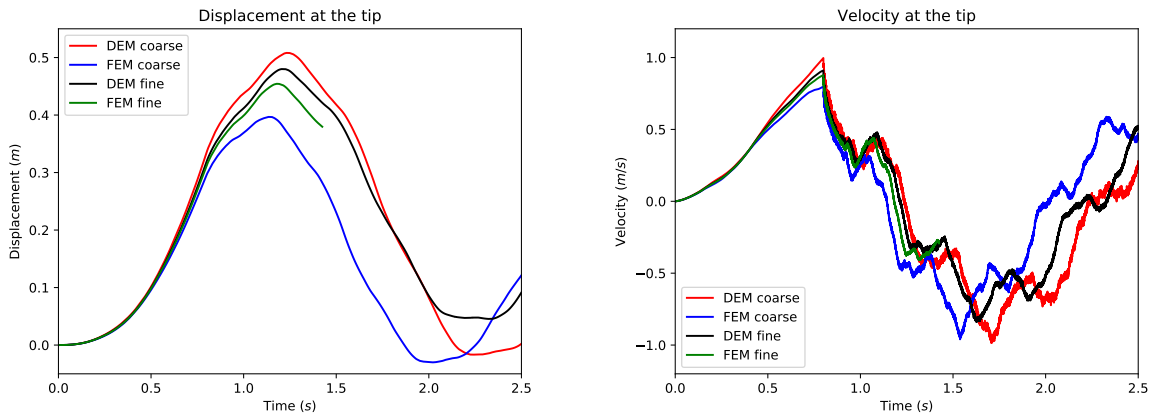 Displacement at the tip
DEM coarse
FEM coarse
DEM fine
FEM fine
Displacement (m)
0.5
0.4
0.3
0.2
0.1
0.0
0.0 0.5 1.0 1.5 2.0 2.5
Time (s)
Velocity at the tip
Velocity (m/s)
1.0
0.5
0.0
−0.5
−1.0
DEM coarse
FEM coarse
DEM fine
FEM fine
0.0 0.5 1.0 1.5 2.0 2.5
Time (s)